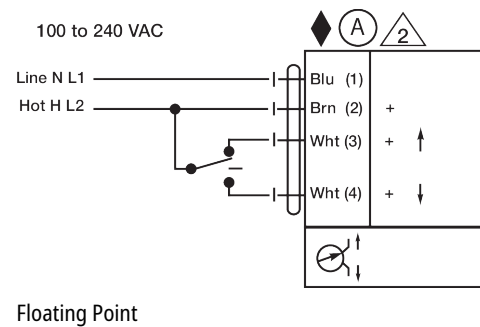 100 to 240 VAC
A
2
Line N L1
Blu (1)
Hot H L2
Brn (2) +
Wht (3) +
Wht (4) +
Floating Point